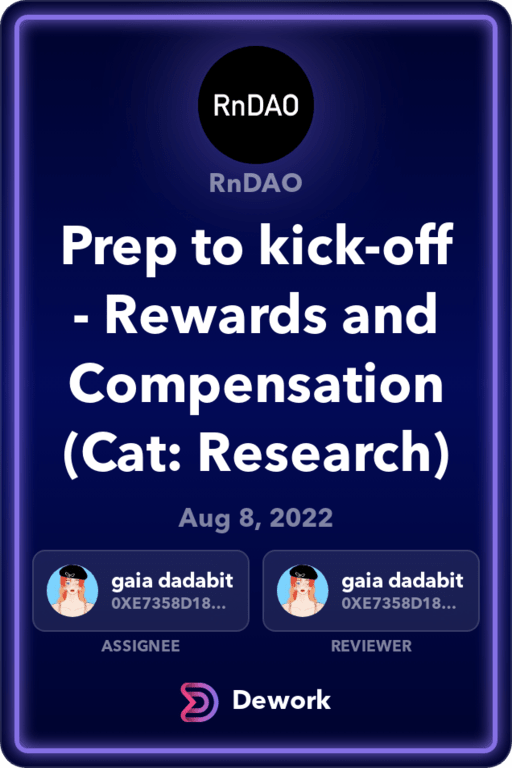 RnDAO
RnDAO
Prep to kick-off
- Rewards and
Compensation
(Cat: Research)
Aug 8, 2022
gaia dadabit
0XE7358D18...
gaia dadabit
0XE7358D18...
ASSIGNEE
REVIEWER
Dework